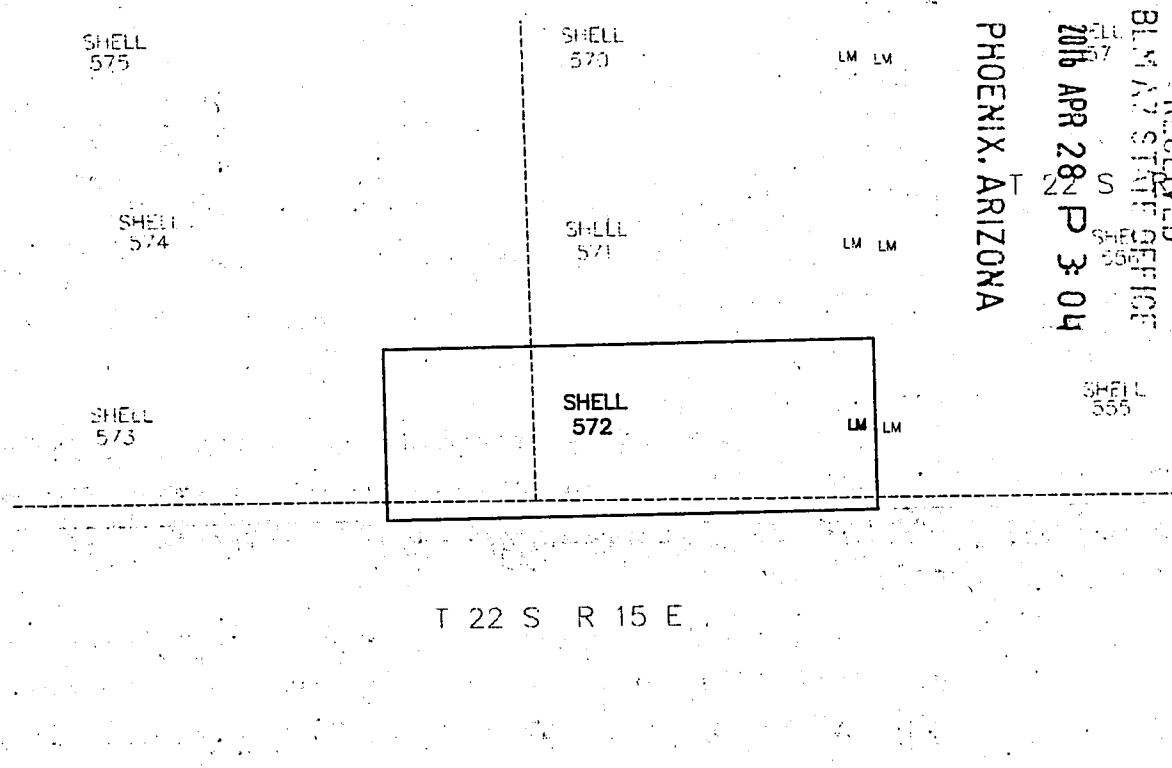 SHELL
575
SHELL
570
LM LM
SHELL
574
SHELL
571
LM LM
T 22 S
SHELL
573
SHELL
572
LM LM
SHELL
555
T 22 S R 15 E
BLM AZ STATE OFFICE
2016 APR 28 P 3:04
PHOENIX, ARIZONA